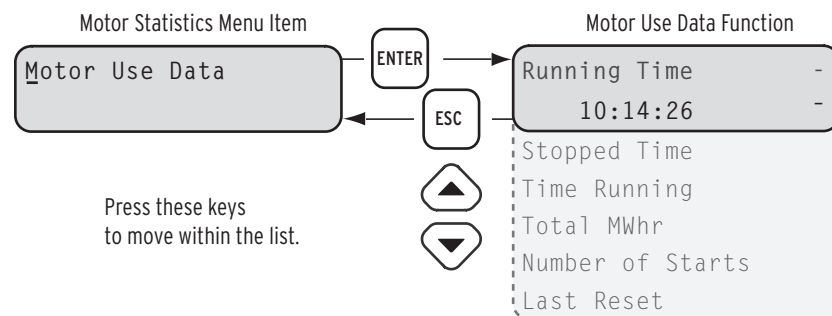 Motor Statistics Menu Item
Motor Use Data Function
Motor Use Data
ENTER
Running Time -
10:14:26 -
ESC
Stopped Time
Time Running
Total MWhr
Number of Starts
Last Reset
Press these keys
to move within the list.